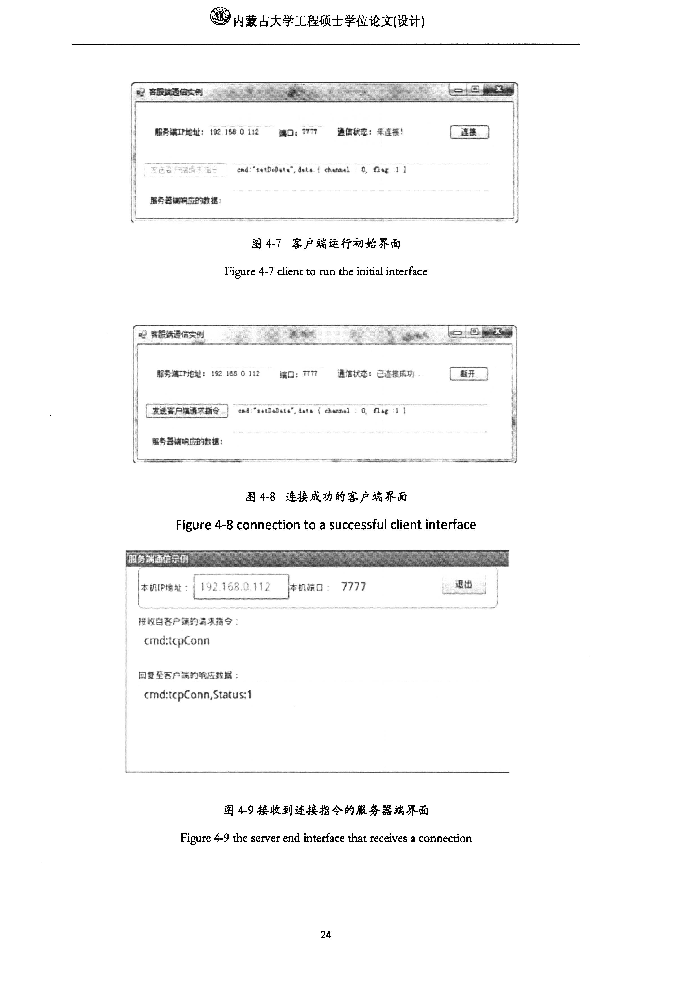 内蒙古大学工程硕士学位论文(设计)
客服端通信实例
服务端IP地址： 192 168 0 112 端口： 7777 通信状态： 未连接！ 连接
发送客户端请求指令 cmd:"setDoData",data:{ channel : 0, flag :1 }
服务器端响应的数据：
图 4-7 客户端运行初始界面
Figure 4-7 client to run the initial interface
客服端通信实例
服务端IP地址： 192.168.0.112 端口： 7777 通信状态： 已连接成功.. 断开
发送客户端请求指令 cmd:"setDoData",data:{ channel : 0, flag :1 }
服务器端响应的数据：
图 4-8 连接成功的客户端界面
Figure 4-8 connection to a successful client interface
服务端通信示例
本机IP地址： 192.168.0.112 本机端口： 7777 退出
接收自客户端的请求指令：
cmd:tcpConn
回复至客户端的响应数据：
cmd:tcpConn,Status:1
图 4-9 接收到连接指令的服务器端界面
Figure 4-9 the server end interface that receives a connection
24